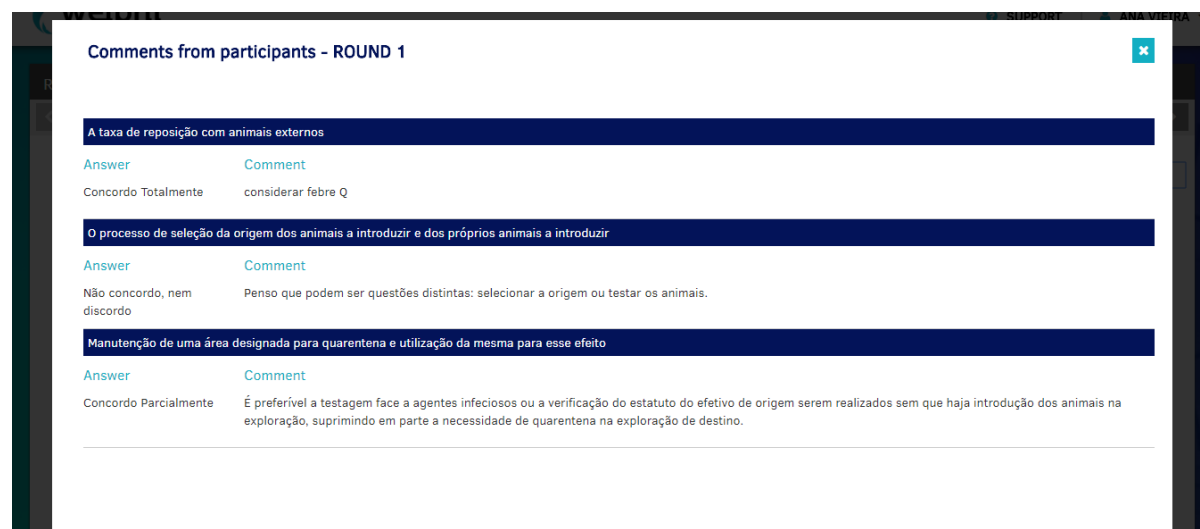 welphi
SUPPORT
ANA VIEIRA
Comments from participants - ROUND 1
A taxa de reposição com animais externos
Answer Comment
Concordo Totalmente considerar febre Q
O processo de seleção da origem dos animais a introduzir e dos próprios animais a introduzir
Answer Comment
Não concordo, nem Penso que podem ser questões distintas: selecionar a origem ou testar os animais.
discordo
Manutenção de uma área designada para quarentena e utilização da mesma para esse efeito
Answer Comment
Concordo Parcialmente É preferível a testagem face a agentes infeciosos ou a verificação do estatuto do efetivo de origem serem realizados sem que haja introdução dos animais na
exploração, suprimindo em parte a necessidade de quarentena na exploração de destino.